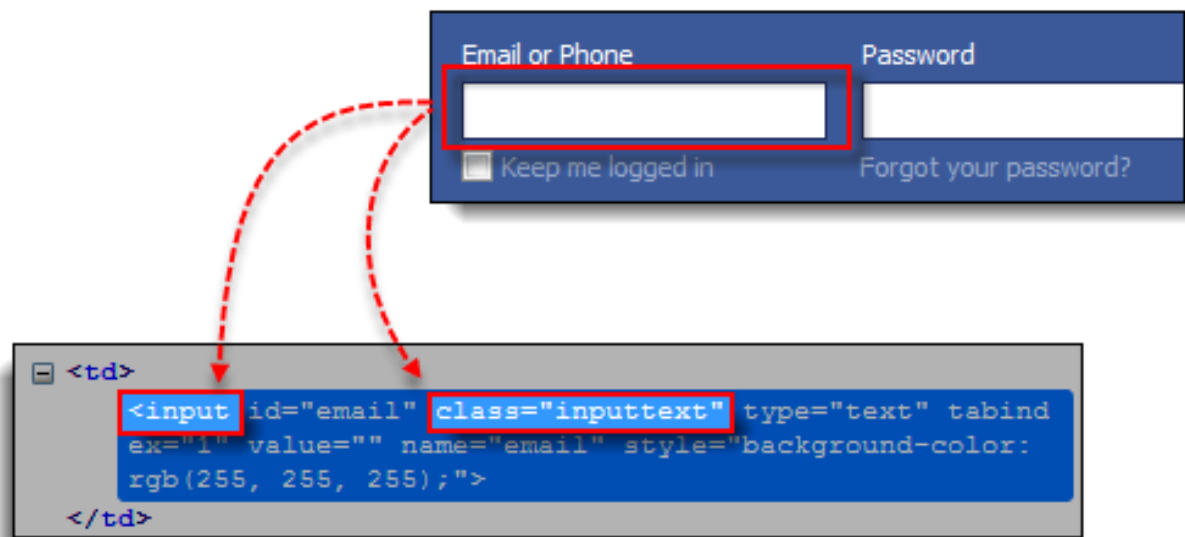 Email or Phone Password
Keep me logged in Forgot your password?
<td>
<input id="email" class="inputtext" type="text" tabind
ex="1" value="" name="email" style="background-color:
rgb(255, 255, 255);">
</td>